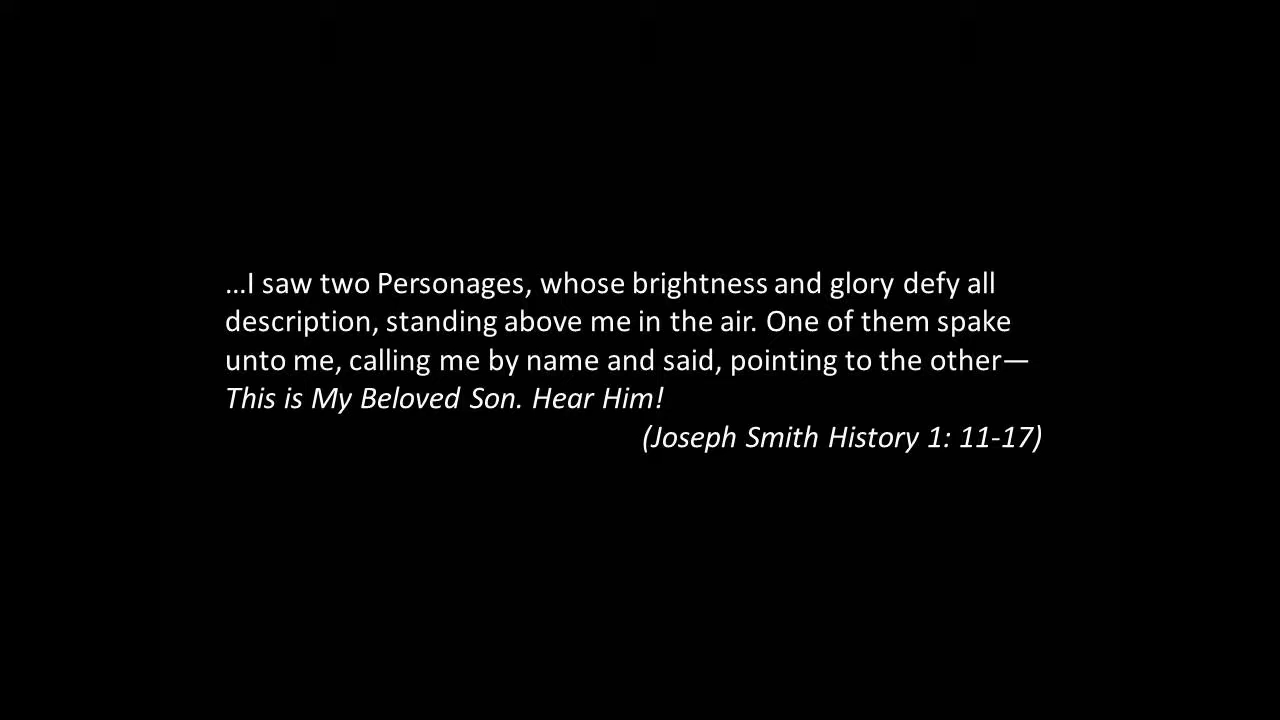 …I saw two Personages, whose brightness and glory defy all
description, standing above me in the air. One of them spake
unto me, calling me by name and said, pointing to the other—
This is My Beloved Son. Hear Him!
(Joseph Smith History 1: 11-17)